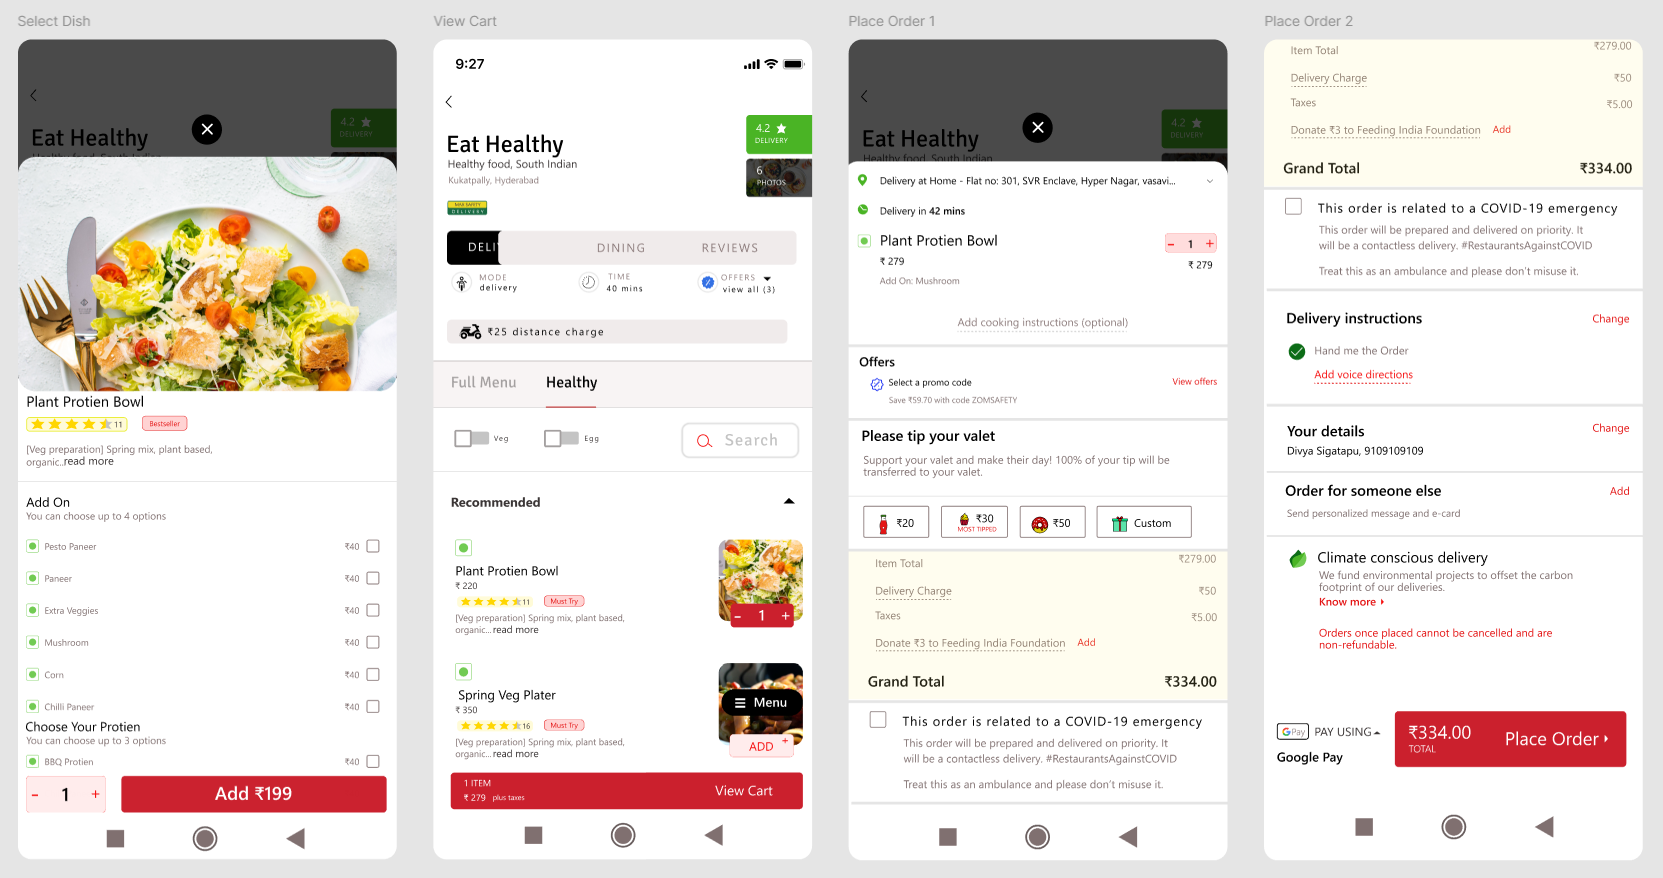 Select Dish
Eat Healthy
Healthy food, South Indian
4.2
DELIVERY
Plant Protien Bowl
11
Bestseller
[Veg preparation] Spring mix, plant based,
organic..read more
Add On
You can choose up to 4 options
Pesto Paneer ₹40
Paneer ₹40
Extra Veggies ₹40
Mushroom ₹40
Corn ₹40
Chilli Paneer ₹40
Choose Your Protien
You can choose up to 3 options
BBQ Protien ₹40
- 1 +
Add ₹199
View Cart
9:27
Eat Healthy
Healthy food, South Indian
Kukatpally, Hyderabad
4.2
DELIVERY
6
PHOTOS
MAX SAFETY
DELIVERY
DELI
DINING
REVIEWS
MODE
delivery
TIME
40 mins
OFFERS
view all (3)
₹25 distance charge
Full Menu
Healthy
Veg
Egg
Search
Recommended
Plant Protien Bowl
₹ 220
11
Must Try
[Veg preparation] Spring mix, plant based,
organic...read more
- 1 +
Spring Veg Plater
₹ 350
16
Must Try
[Veg preparation] Spring mix, plant based,
organic... read more
Menu
ADD +
1 ITEM
₹ 279 plus taxes
View Cart
Place Order 1
Eat Healthy
Healthy food, South Indian
4.2
DELIVERY
Delivery at Home - Flat no: 301, SVR Enclave, Hyper Nagar, vasavi...
Delivery in 42 mins
Plant Protien Bowl
- 1 +
₹ 279
₹ 279
Add On: Mushroom
Add cooking instructions (optional)
Offers
Select a promo code
View offers
Save ₹59.70 with code ZOMSAFETY
Please tip your valet
Support your valet and make their day! 100% of your tip will be
transferred to your valet.
₹20
₹30
MOST TIPPED
₹50
Custom
Item Total ₹279.00
Delivery Charge ₹50
Taxes ₹5.00
Donate ₹3 to Feeding India Foundation Add
Grand Total ₹334.00
This order is related to a COVID-19 emergency
This order will be prepared and delivered on priority. It
will be a contactless delivery. #RestaurantsAgainstCOVID
Treat this as an ambulance and please don't misuse it.
Place Order 2
Item Total ₹279.00
Delivery Charge ₹50
Taxes ₹5.00
Donate ₹3 to Feeding India Foundation Add
Grand Total ₹334.00
This order is related to a COVID-19 emergency
This order will be prepared and delivered on priority. It
will be a contactless delivery. #RestaurantsAgainstCOVID
Treat this as an ambulance and please don't misuse it.
Delivery instructions Change
Hand me the Order
Add voice directions
Your details Change
Divya Sigatapu, 9109109109
Order for someone else Add
Send personalized message and e-card
Climate conscious delivery
We fund environmental projects to offset the carbon
footprint of our deliveries.
Know more
Orders once placed cannot be cancelled and are
non-refundable.
G Pay PAY USING
Google Pay
₹334.00
TOTAL
Place Order